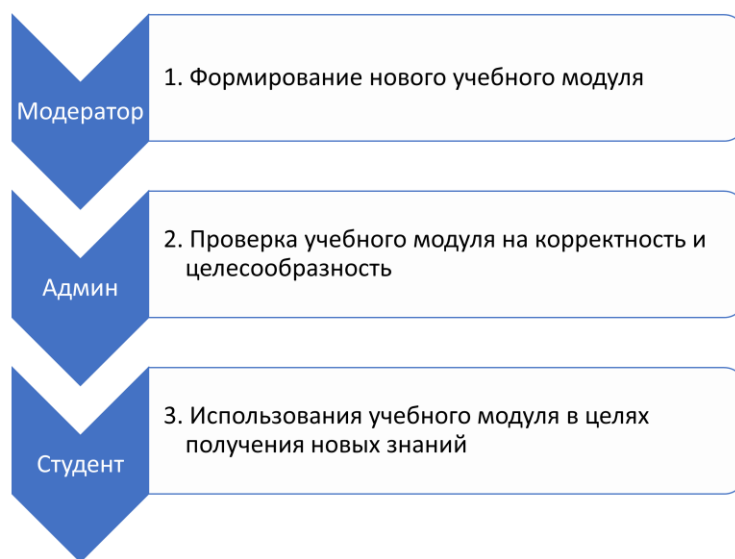 Модератор
1. Формирование нового учебного модуля
Админ
2. Проверка учебного модуля на корректность и
целесообразность
Студент
3. Использования учебного модуля в целях
получения новых знаний